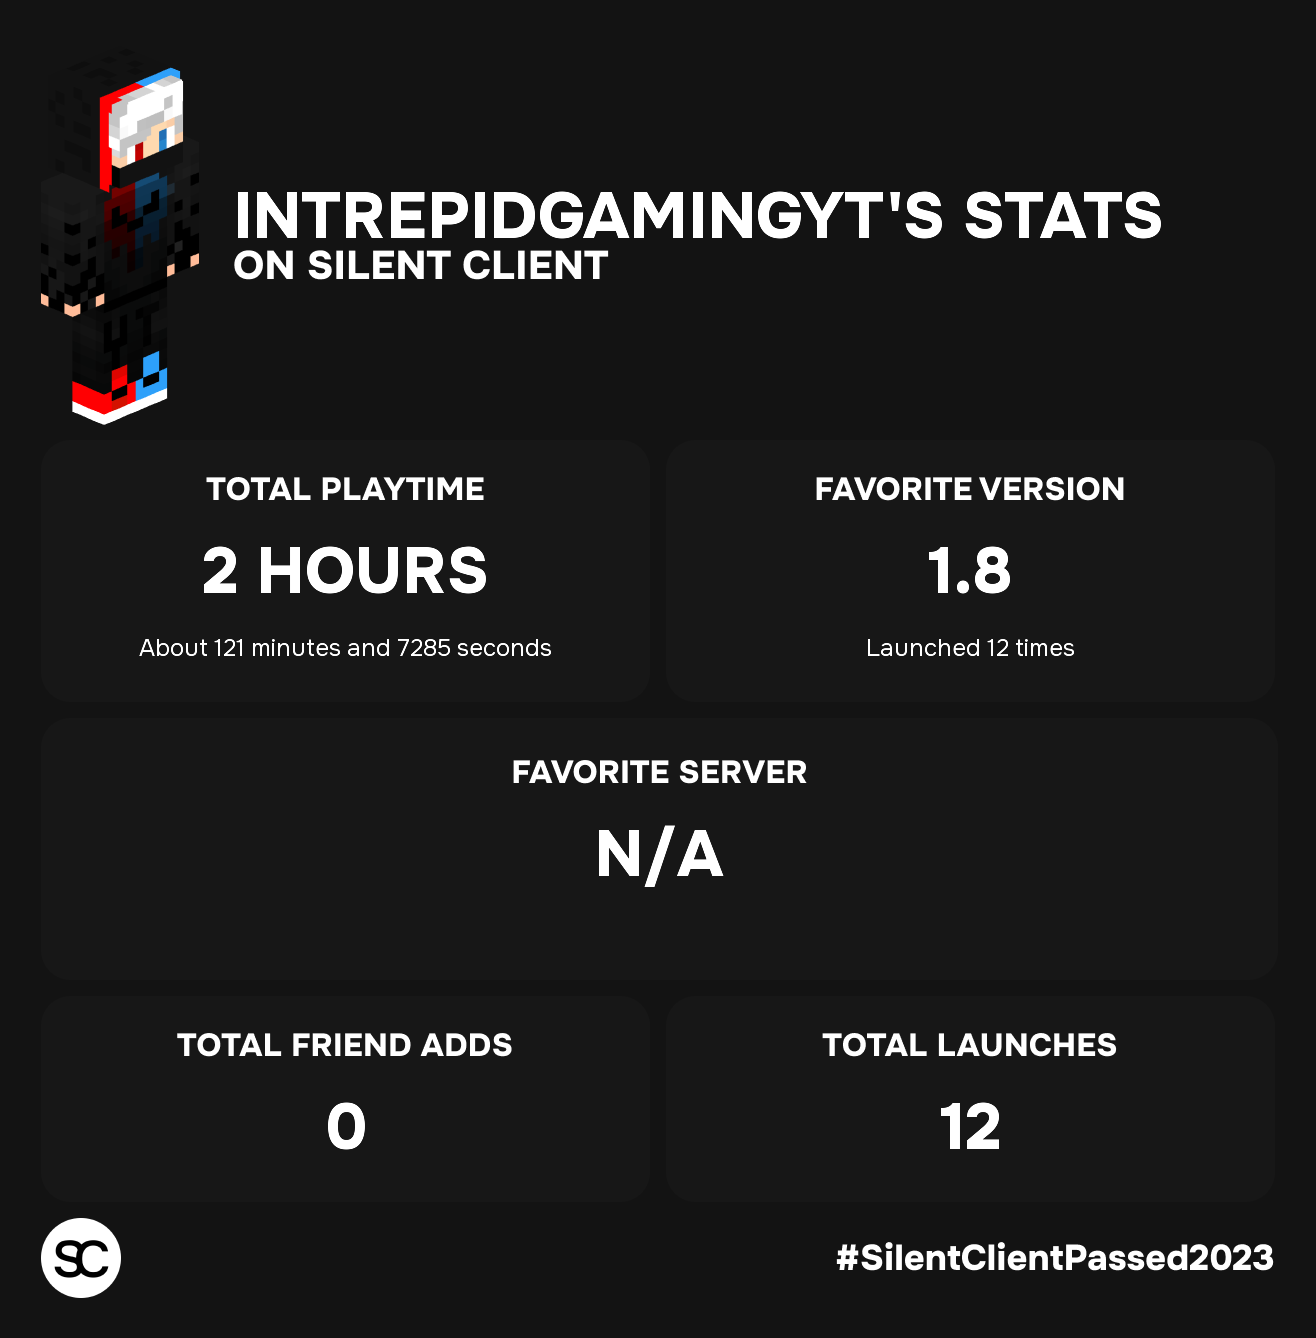 INTREPIDGAMINGYT'S STATS
ON SILENT CLIENT
TOTAL PLAYTIME
2 HOURS
About 121 minutes and 7285 seconds
FAVORITE VERSION
1.8
Launched 12 times
FAVORITE SERVER
N/A
TOTAL FRIEND ADDS
0
TOTAL LAUNCHES
12
SC
#SilentClientPassed2023